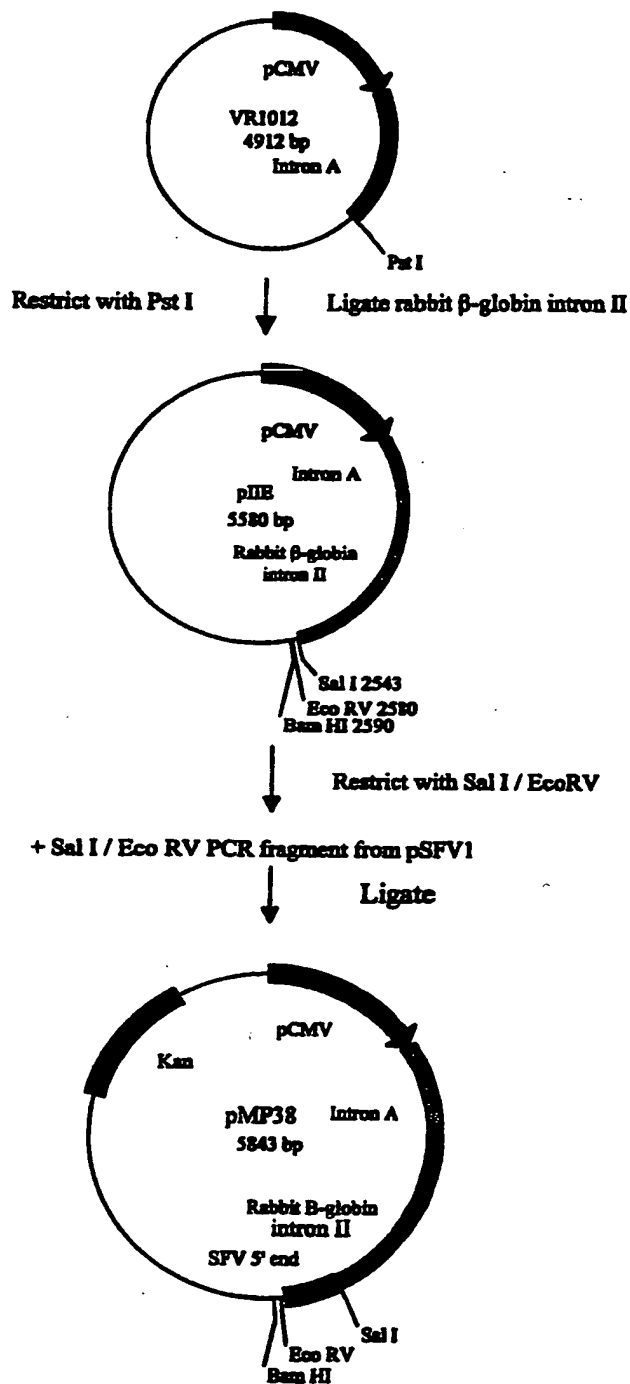 pCMV
VR1012
4912 bp
Intron A
Pst I
Restrict with Pst I
Ligate rabbit β-globin intron II
pCMV
Intron A
pIIE
5580 bp
Rabbit β-globin
intron II
Sal I 2543
Eco RV 2580
Bam HI 2590
Restrict with Sal I / EcoRV
+ Sal I / Eco RV PCR fragment from pSFV1
Ligate
pCMV
Kan
Intron A
pMP38
5843 bp
Rabbit B-globin
intron II
SFV 5' end
Sal I
Eco RV
Bam HI